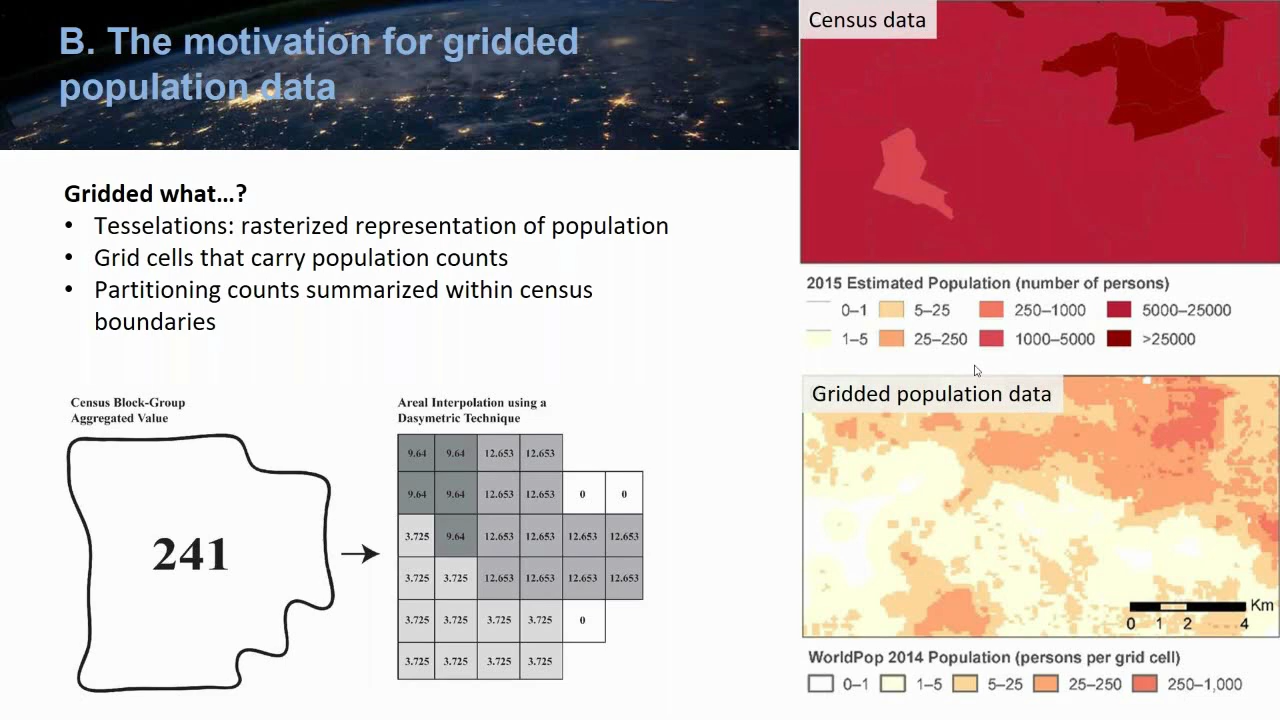 B. The motivation for gridded
population data
Gridded what...?
• Tesselations: rasterized representation of population
• Grid cells that carry population counts
• Partitioning counts summarized within census
boundaries
Census Block-Group
Aggregated Value
241
Areal Interpolation using a
Dasymetric Technique
9.64 9.64 12.653 12.653
9.64 9.64 12.653 12.653 0 0
3.725 9.64 12.653 12.653 12.653 12.653
3.725 3.725 12.653 12.653 12.653 12.653
3.725 3.725 3.725 3.725 0
3.725 3.725 3.725 3.725
Census data
2015 Estimated Population (number of persons)
0–1 5–25 250–1000 5000–25000
1–5 25–250 1000–5000 >25000
Gridded population data
Km
0 1 2 4
WorldPop 2014 Population (persons per grid cell)
0–1 1–5 5–25 25–250 250–1,000